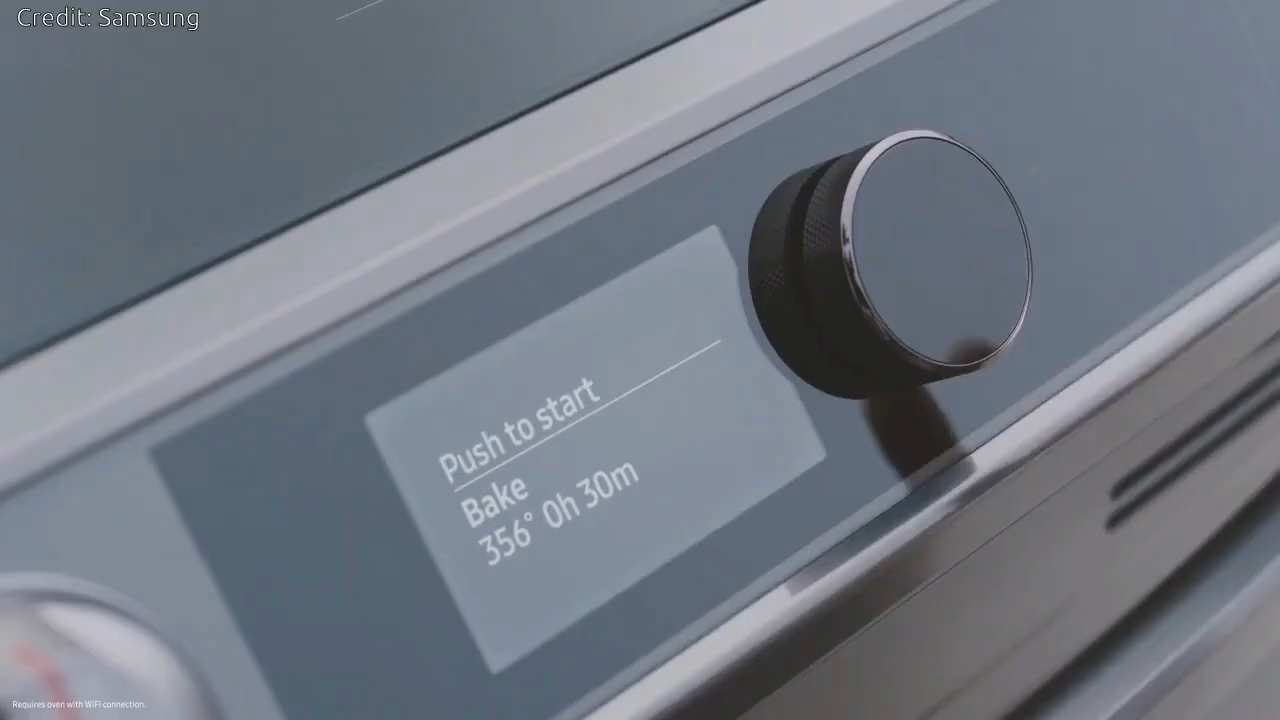 Credit: Samsung
Push to start
Bake
356° 0h 30m
Requires oven with WiFi connection.